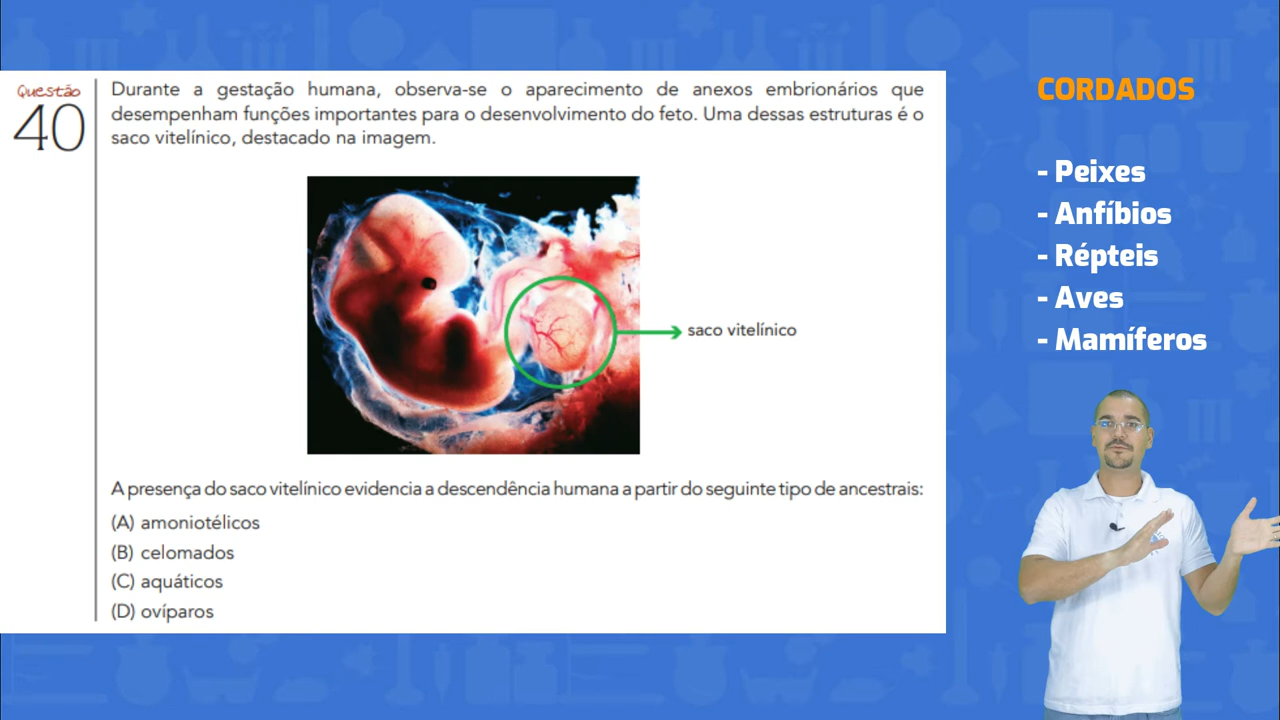 Questão
40
Durante a gestação humana, observa-se o aparecimento de anexos embrionários que
desempenham funções importantes para o desenvolvimento do feto. Uma dessas estruturas é o
saco vitelínico, destacado na imagem.
saco vitelínico
A presença do saco vitelínico evidencia a descendência humana a partir do seguinte tipo de ancestrais:
(A) amoniotélicos
(B) celomados
(C) aquáticos
(D) ovíparos
CORDADOS
- Peixes
- Anfíbios
- Répteis
- Aves
- Mamíferos